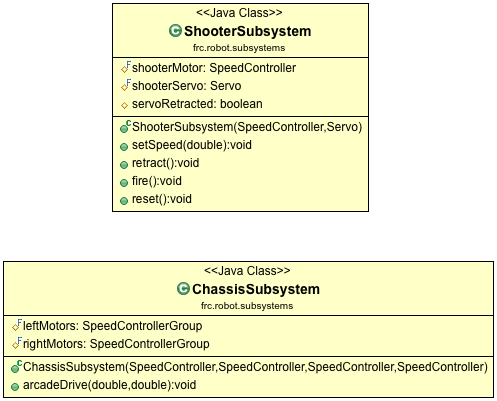 <<Java Class>>
C ShooterSubsystem
frc.robot.subsystems
F shooterMotor: SpeedController
F shooterServo: Servo
servoRetracted: boolean
C ShooterSubsystem(SpeedController,Servo)
setSpeed(double):void
retract():void
fire():void
reset():void
<<Java Class>>
C ChassisSubsystem
frc.robot.subsystems
F leftMotors: SpeedControllerGroup
F rightMotors: SpeedControllerGroup
C ChassisSubsystem(SpeedController,SpeedController,SpeedController,SpeedController)
arcadeDrive(double,double):void